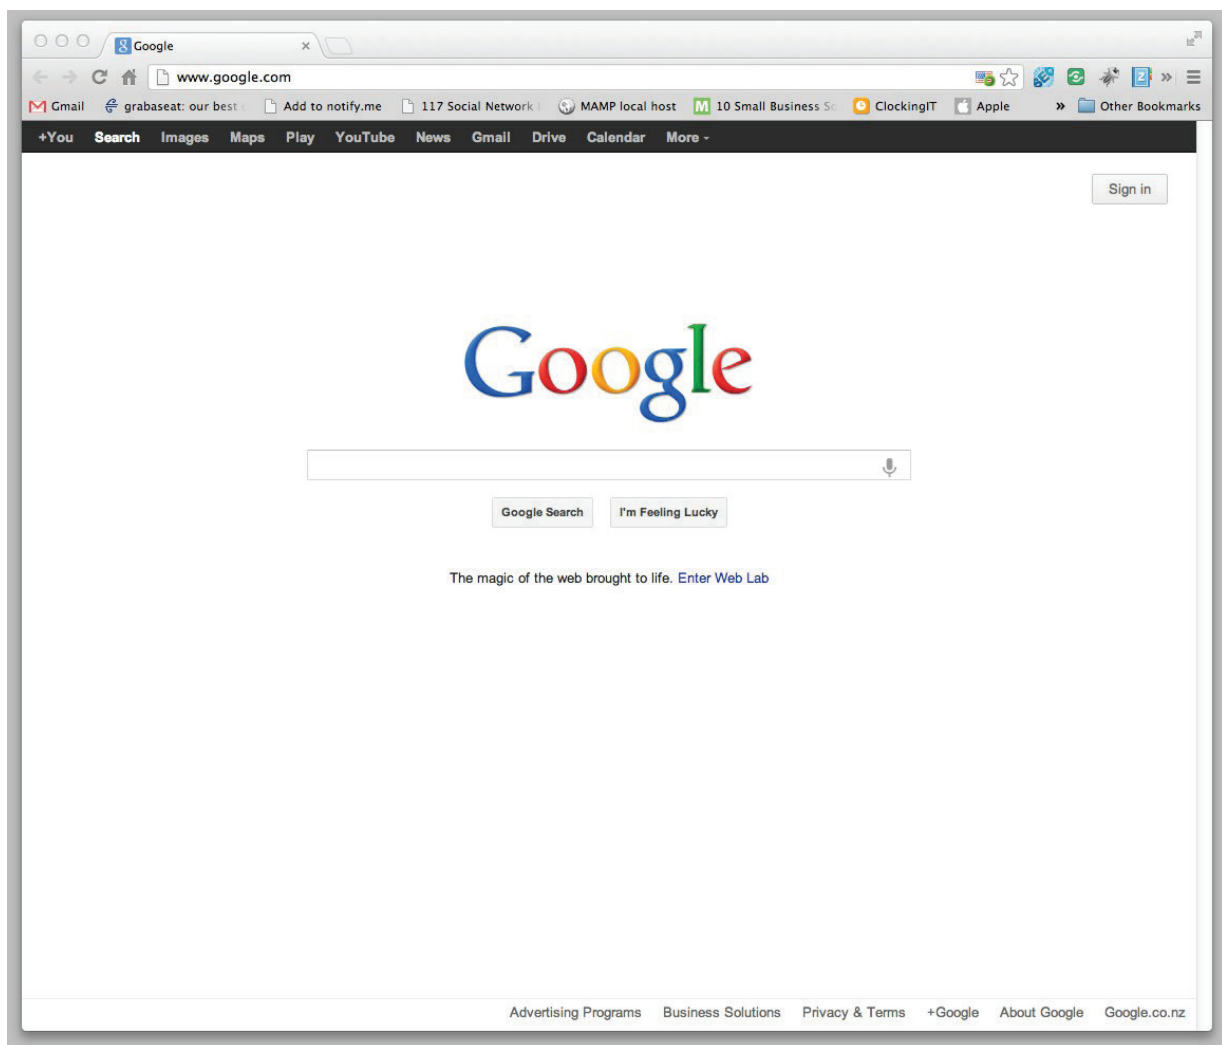 Google
www.google.com
Gmail grabaseat: our best Add to notify.me 117 Social Network MAMP local host 10 Small Business Sc ClockingIT Apple » Other Bookmarks
+You Search Images Maps Play YouTube News Gmail Drive Calendar More
Sign in
Google
Google Search I'm Feeling Lucky
The magic of the web brought to life. Enter Web Lab
Advertising Programs Business Solutions Privacy & Terms +Google About Google Google.co.nz